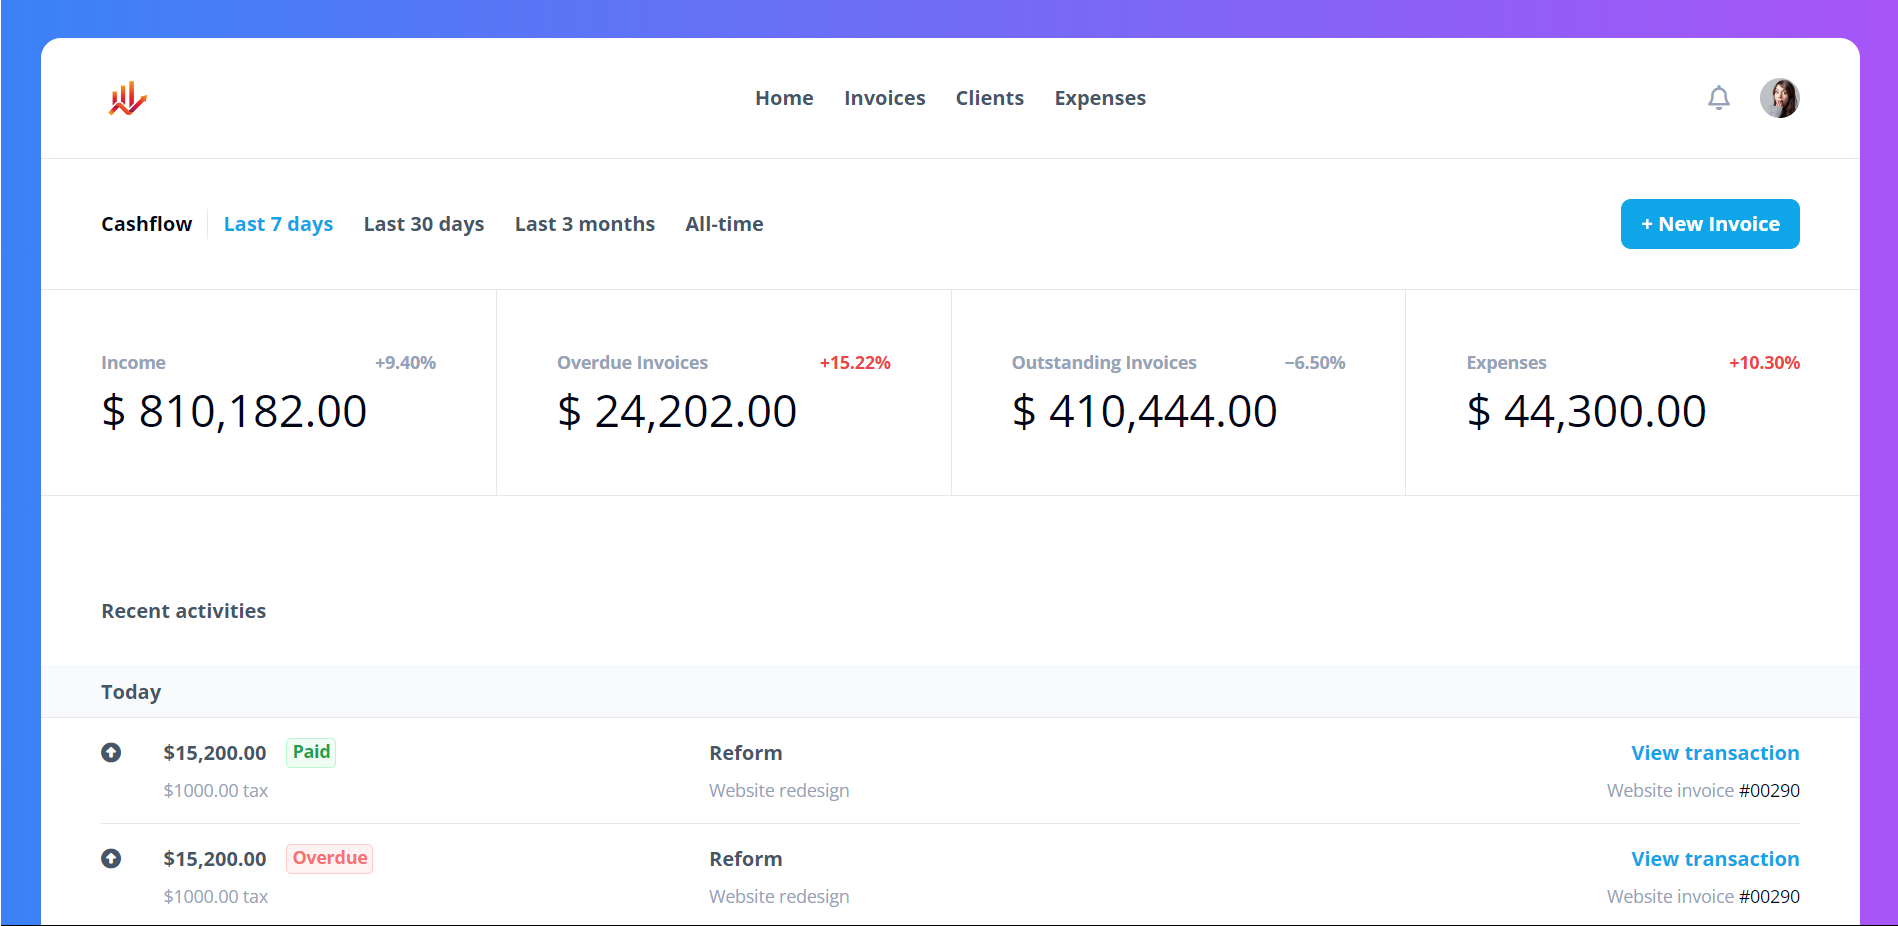 Home Invoices Clients Expenses
Cashflow Last 7 days Last 30 days Last 3 months All-time + New Invoice
Income +9.40% Overdue Invoices +15.22% Outstanding Invoices −6.50% Expenses +10.30%
$ 810,182.00 $ 24,202.00 $ 410,444.00 $ 44,300.00
Recent activities
Today
$15,200.00 Paid Reform View transaction
$1000.00 tax Website redesign Website invoice #00290
$15,200.00 Overdue Reform View transaction
$1000.00 tax Website redesign Website invoice #00290